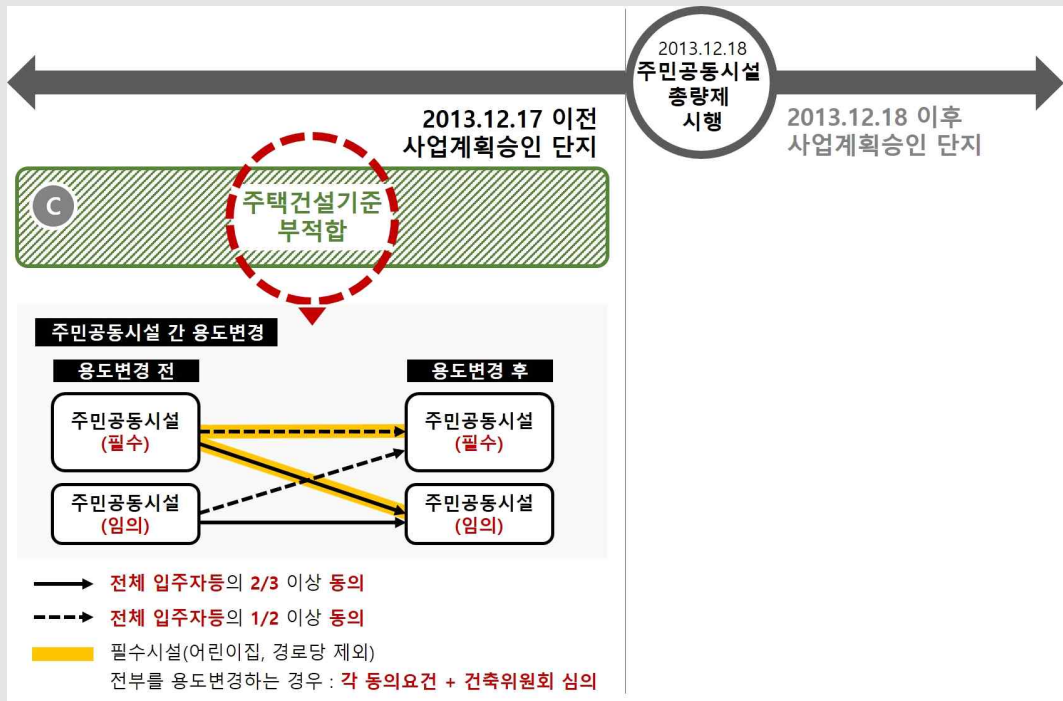 2013.12.18
주민공동시설
총량제
시행
2013.12.17 이전
사업계획승인 단지
2013.12.18 이후
사업계획승인 단지
C
주택건설기준
부적합
주민공동시설 간 용도변경
용도변경 전
용도변경 후
주민공동시설
(필수)
주민공동시설
(필수)
주민공동시설
(임의)
주민공동시설
(임의)
전체 입주자등의 2/3 이상 동의
전체 입주자등의 1/2 이상 동의
필수시설(어린이집, 경로당 제외)
전부를 용도변경하는 경우 : 각 동의요건 + 건축위원회 심의